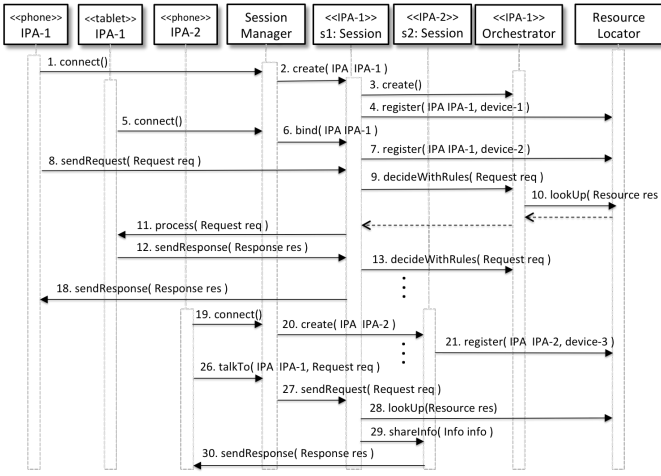 <<phone>>
IPA-1
<<tablet>>
IPA-1
<<phone>>
IPA-2
Session
Manager
<<IPA-1>>
s1: Session
<<IPA-2>>
s2: Session
<<IPA-1>>
Orchestrator
Resource
Locator
1. connect()
2. create( IPA IPA-1 )
3. create()
4. register( IPA IPA-1, device-1 )
5. connect()
6. bind( IPA IPA-1 )
7. register( IPA IPA-1, device-2 )
8. sendRequest( Request req )
9. decideWithRules( Request req )
10. lookUp( Resource res
11. process( Request req )
12. sendResponse( Response res )
13. decideWithRules( Request req )
18. sendResponse( Response res )
19. connect()
20. create( IPA IPA-2 )
21. register( IPA IPA-2, device-3 )
26. talkTo( IPA IPA-1, Request req )
27. sendRequest( Request req )
28. lookUp(Resource res)
29. shareInfo( Info info )
30. sendResponse( Response res )